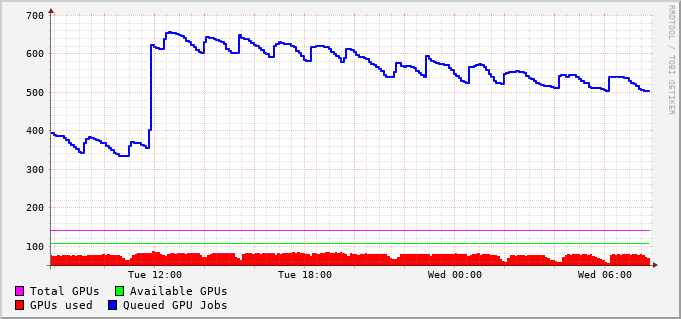 700
600
500
400
300
200
100
Tue 12:00 Tue 18:00 Wed 00:00 Wed 06:00
Total GPUs Available GPUs
GPUs used Queued GPU Jobs
RRDTOOL / TOBI OETIKER